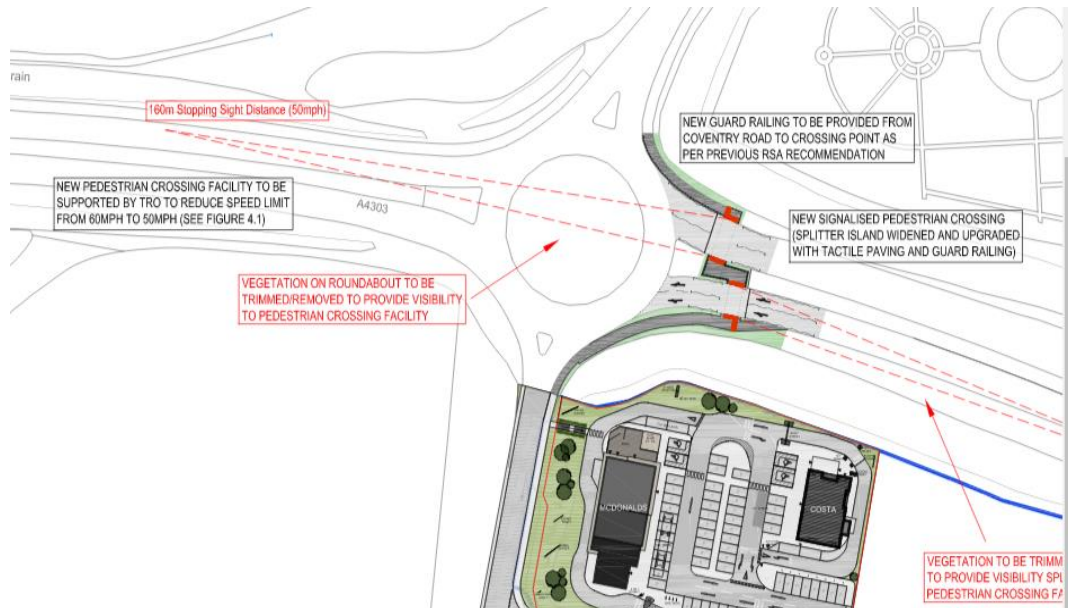 rain
160m Stopping Sight Distance (50mph)
NEW GUARD RAILING TO BE PROVIDED FROM
COVENTRY ROAD TO CROSSING POINT AS
PER PREVIOUS RSA RECOMMENDATION
NEW PEDESTRIAN CROSSING FACILITY TO BE
SUPPORTED BY TRO TO REDUCE SPEED LIMIT
FROM 60MPH TO 50MPH (SEE FIGURE 4.1)
A4303
NEW SIGNALISED PEDESTRIAN CROSSING
(SPLITTER ISLAND WIDENED AND UPGRADED
WITH TACTILE PAVING AND GUARD RAILING)
VEGETATION ON ROUNDABOUT TO BE
TRIMMED/REMOVED TO PROVIDE VISIBILITY
TO PEDESTRIAN CROSSING FACILITY
MCDONALDS
COSTA
VEGETATION TO BE TRIMM
TO PROVIDE VISIBILITY SPL
PEDESTRIAN CROSSING FA